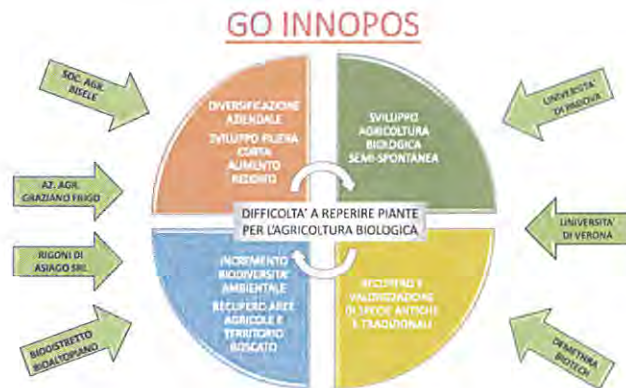 GO INNOPOS
SOC. AGR.
BISELE
AZ. AGR.
GRAZIANO FRIGO
RIGONI DI
ASIAGO SRL
BIODISTRETTO
BIOALTOPIANO
DIVERSIFICAZIONE
AZIENDALE
SVILUPPO FILIERA
CORTA
AUMENTO
REDDITO
SVILUPPO
AGRICOLTURA
BIOLOGICA
SEMI-SPONTANEA
DIFFICOLTA' A REPERIRE PIANTE
PER L'AGRICOLTURA BIOLOGICA
INCREMENTO
BIODIVERSITA'
AMBIENTALE
RECUPERO AREE
AGRICOLE E
TERRITORIO
BOSCATO
RECUPERO E
VALORIZZAZIONE
DI SPECIE ANTICHE
E TRADIZIONALI
UNIVERSITA'
DI PADOVA
UNIVERSITA'
DI VERONA
DEMETHRA
BIOTECH